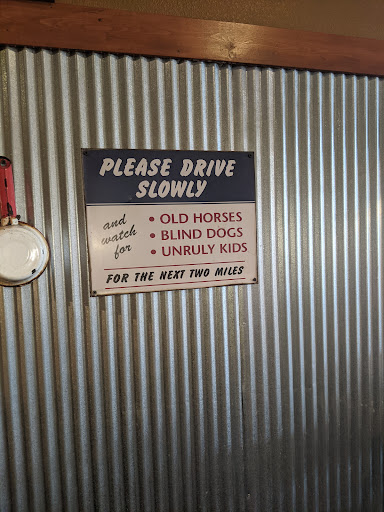 PLEASE DRIVE
SLOWLY
and
watch
for
• OLD HORSES
• BLIND DOGS
• UNRULY KIDS
FOR THE NEXT TWO MILES